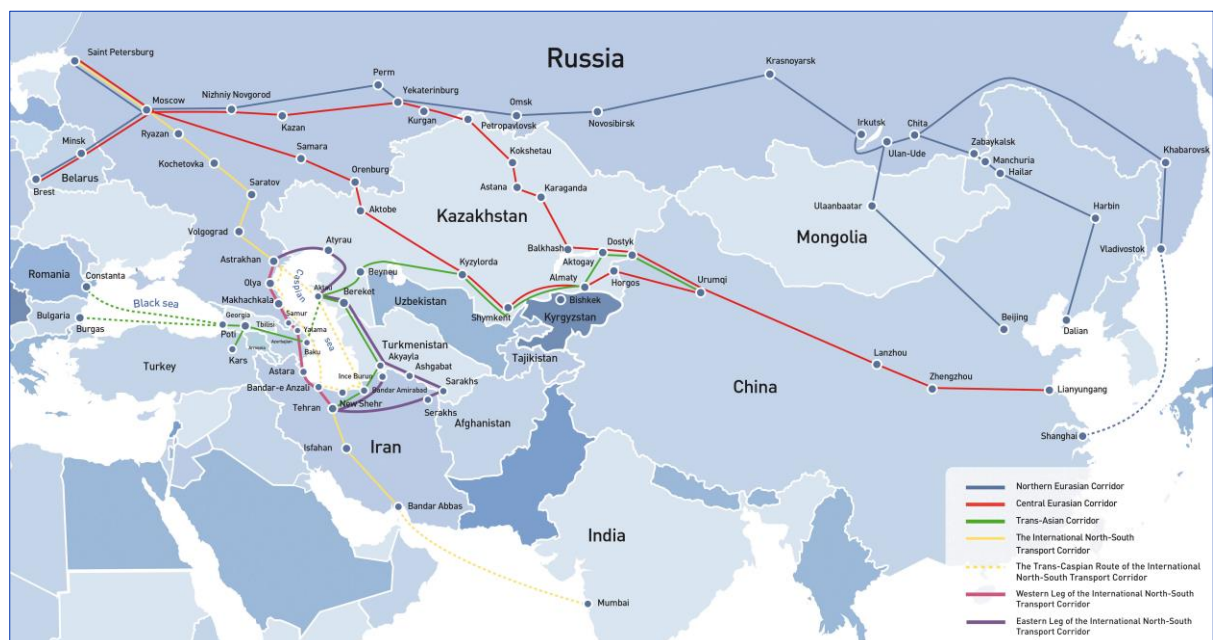 Saint Petersburg
Russia
Krasnoyarsk
Perm
Moscow
Nizhniy Novgorod
Yekaterinburg
Omsk
Novosibirsk
Kurgan
Kazan
Petropavlovsk
Irkutsk
Chita
Ryazan
Minsk
Samara
Kokshetau
Ulan-Ude
Zabaykalsk
Manchuria
Hailar
Khabarovsk
Kochetovka
Belarus
Brest
Orenburg
Astana
Karaganda
Saratov
Aktobe
Kazakhstan
Ulaanbaatar
Harbin
Volgograd
Mongolia
Atyrau
Balkhash
Dostyk
Aktogay
Vladivostok
Astrakhan
Romania
Constanta
Olya
Caspian
Beyneu
Kyzylorda
Almaty
Horgos
Urumqi
Black sea
Makhachkala
Bereket
Uzbekistan
Bishkek
Bulgaria
Burgas
Georgia
Poti
Tbilisi
Samur
Yalama
sea
Shymkent
Kyrgyzstan
Beijing
Dalian
Kars
Baku
Turkmenistan
Tajikistan
Turkey
Astara
Akyayla
Ashgabat
Lanzhou
Ince Burun
Bandar-e Anzali
Bandar Amirabad
Sarakhs
China
Zhengzhou
Lianyungang
Tehran
New Shehr
Serakhs
Afghanistan
Shanghai
Isfahan
Iran
Bandar Abbas
India
Mumbai
Northern Eurasian Corridor
Central Eurasian Corridor
Trans-Asian Corridor
The International North-South
Transport Corridor
The Trans-Caspian Route of the International
North-South Transport Corridor
Western Leg of the International North-South
Transport Corridor
Eastern Leg of the International North-South
Transport Corridor